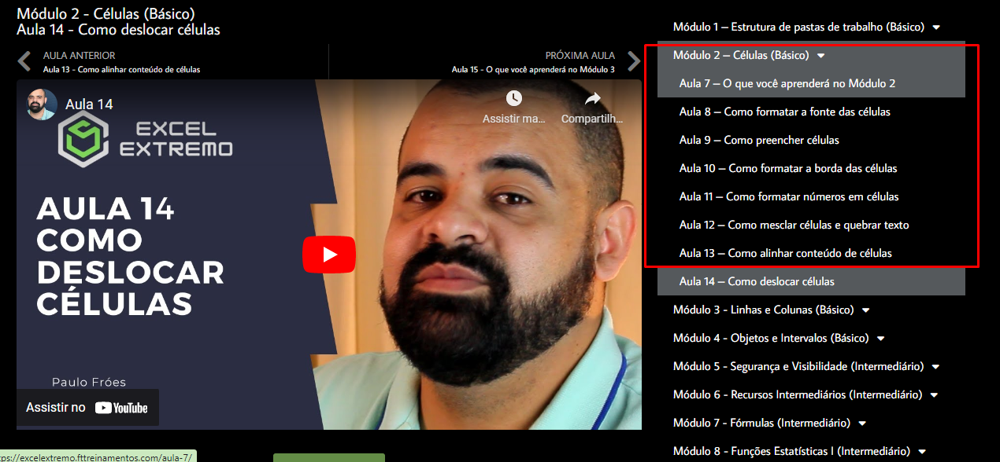 Módulo 2 - Células (Básico)
Aula 14 - Como deslocar células
AULA ANTERIOR
Aula 13 - Como alinhar conteúdo de células
PRÓXIMA AULA
Aula 15 - O que você aprenderá no Módulo 3
Aula 14
Assistir ma...
Compartilh...
EXCEL
EXTREMO
AULA 14
COMO
DESLOCAR
CÉLULAS
Paulo Fróes
Assistir no YouTube
ps://excelextremo.fttreinamentos.com/aula-7/
Módulo 1 – Estrutura de pastas de trabalho (Básico)
Módulo 2 – Células (Básico)
Aula 7 – O que você aprenderá no Módulo 2
Aula 8 – Como formatar a fonte das células
Aula 9 – Como preencher células
Aula 10 – Como formatar a borda das células
Aula 11 – Como formatar números em células
Aula 12 – Como mesclar células e quebrar texto
Aula 13 – Como alinhar conteúdo de células
Aula 14 – Como deslocar células
Módulo 3 - Linhas e Colunas (Básico)
Módulo 4 - Objetos e Intervalos (Básico)
Módulo 5 - Segurança e Visibilidade (Intermediário)
Módulo 6 - Recursos Intermediários (Intermediário)
Módulo 7 - Fórmulas (Intermediário)
Módulo 8 - Funções Estatísticas I (Intermediário)